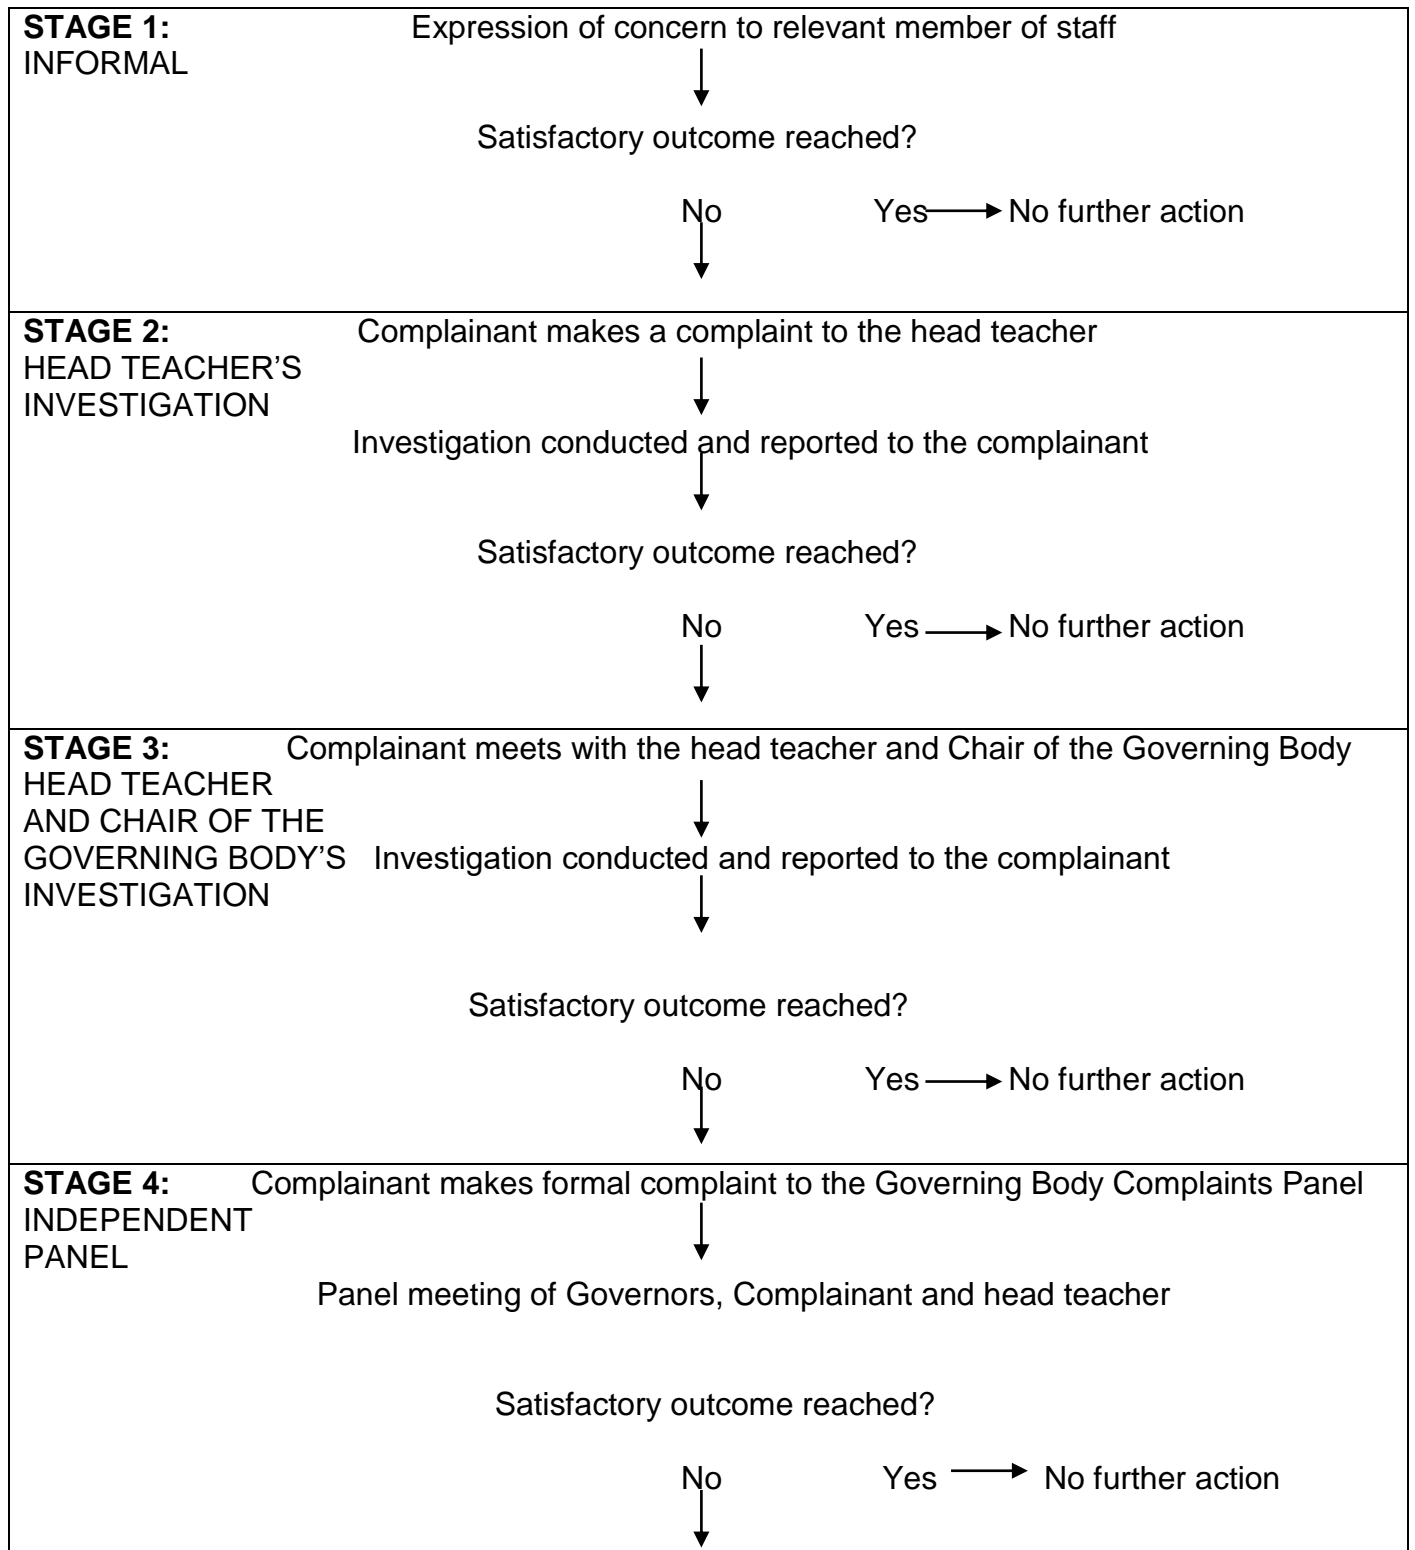 STAGE 1: Expression of concern to relevant member of staff
INFORMAL
Satisfactory outcome reached?
No Yes No further action
STAGE 2: Complainant makes a complaint to the head teacher
HEAD TEACHER’S
INVESTIGATION
Investigation conducted and reported to the complainant
Satisfactory outcome reached?
No Yes No further action
STAGE 3: Complainant meets with the head teacher and Chair of the Governing Body
HEAD TEACHER
AND CHAIR OF THE
GOVERNING BODY’S Investigation conducted and reported to the complainant
INVESTIGATION
Satisfactory outcome reached?
No Yes No further action
STAGE 4: Complainant makes formal complaint to the Governing Body Complaints Panel
INDEPENDENT
PANEL
Panel meeting of Governors, Complainant and head teacher
Satisfactory outcome reached?
No Yes No further action